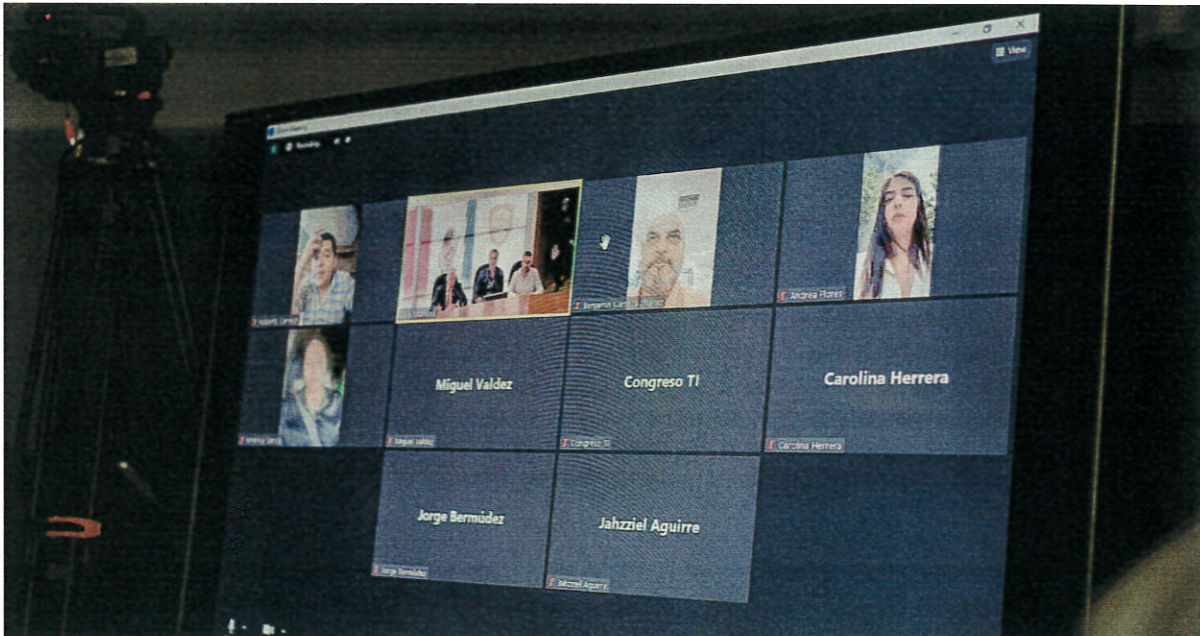 View
Recording
Andrea Flores
Miguel Valdez
Miguel Valdez
Congreso TI
Congreso TI
Carolina Herrera
Carolina Herrera
Jorge Bermúdez
Jorge Bermúdez
Jahzziel Aguirre
Jahzziel Aguirre